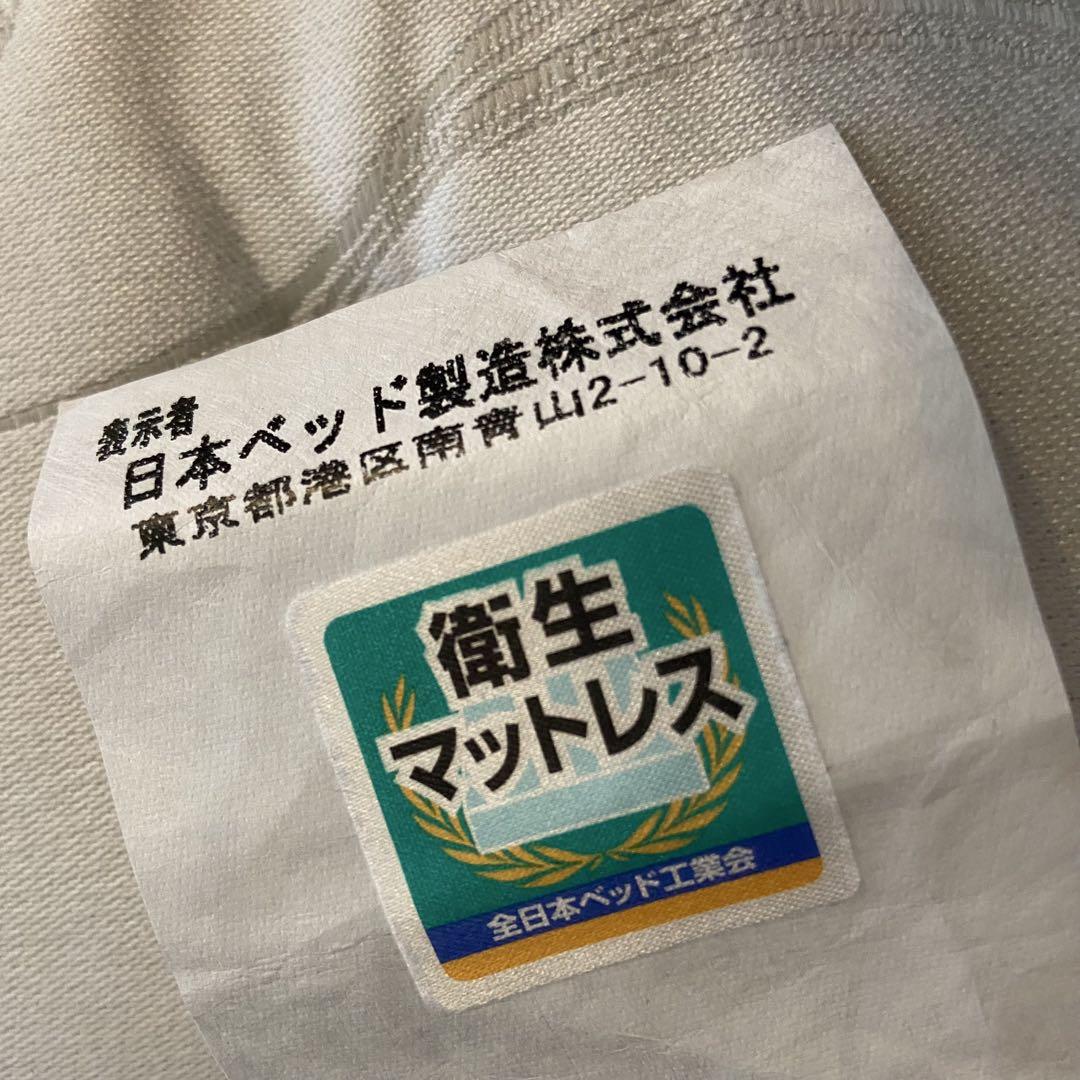 表示者
日本ベッド製造株式会社
東京都港区南青山2-10-2
衛生
マットレス
全日本ベッド工業会